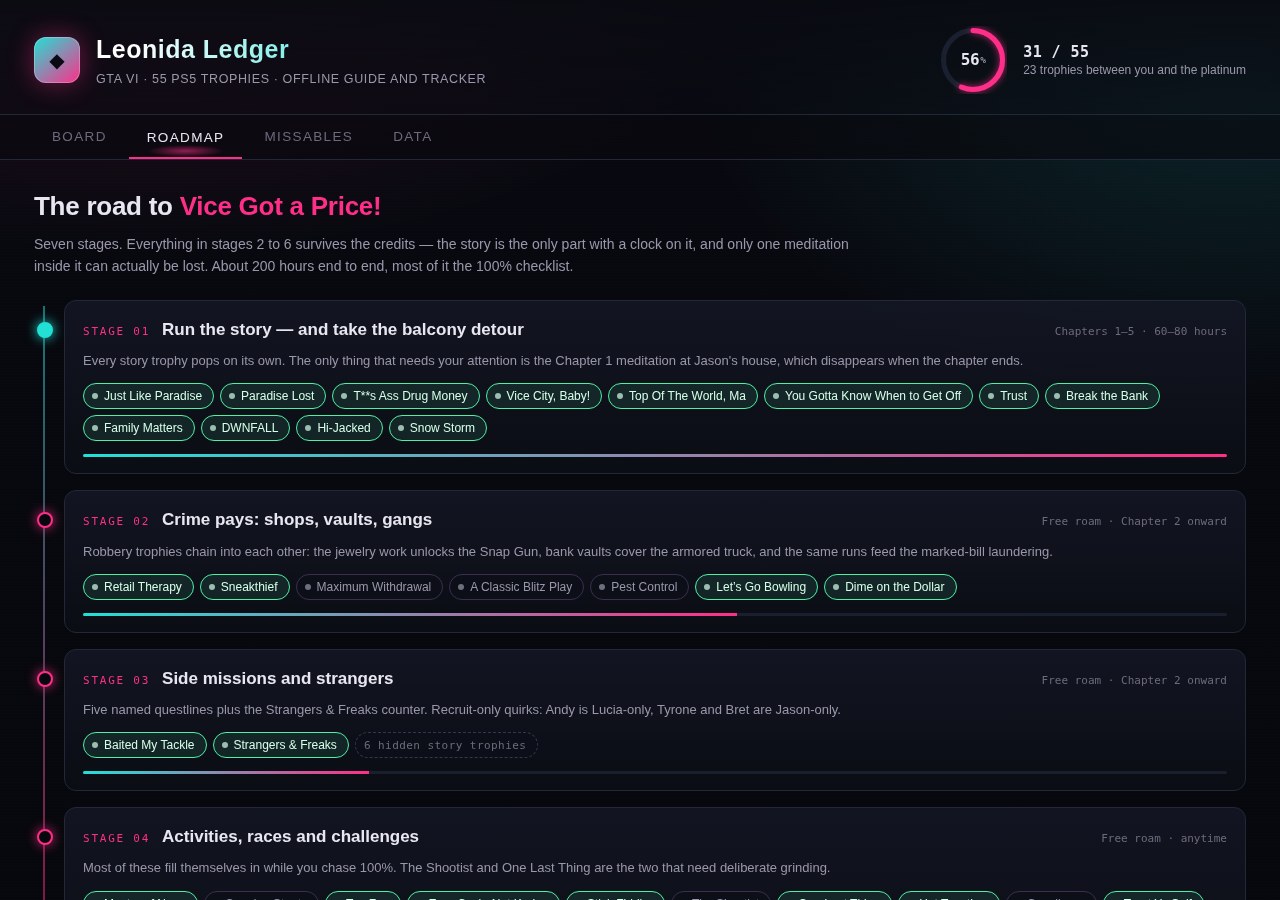 Leonida Ledger
GTA VI · 55 PS5 TROPHIES · OFFLINE GUIDE AND TRACKER
56%
31 / 55
23 trophies between you and the platinum
BOARD ROADMAP MISSABLES DATA
The road to Vice Got a Price!
Seven stages. Everything in stages 2 to 6 survives the credits — the story is the only part with a clock on it, and only one meditation
inside it can actually be lost. About 200 hours end to end, most of it the 100% checklist.
STAGE 01 Run the story — and take the balcony detour Chapters 1–5 · 60–80 hours
Every story trophy pops on its own. The only thing that needs your attention is the Chapter 1 meditation at Jason's house, which disappears when the chapter ends.
Just Like Paradise Paradise Lost T**s Ass Drug Money Vice City, Baby! Top Of The World, Ma You Gotta Know When to Get Off Trust Break the Bank
Family Matters DWNFALL Hi-Jacked Snow Storm
STAGE 02 Crime pays: shops, vaults, gangs Free roam · Chapter 2 onward
Robbery trophies chain into each other: the jewelry work unlocks the Snap Gun, bank vaults cover the armored truck, and the same runs feed the marked-bill laundering.
Retail Therapy Sneakthief Maximum Withdrawal A Classic Blitz Play Pest Control Let's Go Bowling Dime on the Dollar
STAGE 03 Side missions and strangers Free roam · Chapter 2 onward
Five named questlines plus the Strangers & Freaks counter. Recruit-only quirks: Andy is Lucia-only, Tyrone and Bret are Jason-only.
Baited My Tackle Strangers & Freaks 6 hidden story trophies
STAGE 04 Activities, races and challenges Free roam · anytime
Most of these fill themselves in while you chase 100%. The Shootist and One Last Thing are the two that need deliberate grinding.